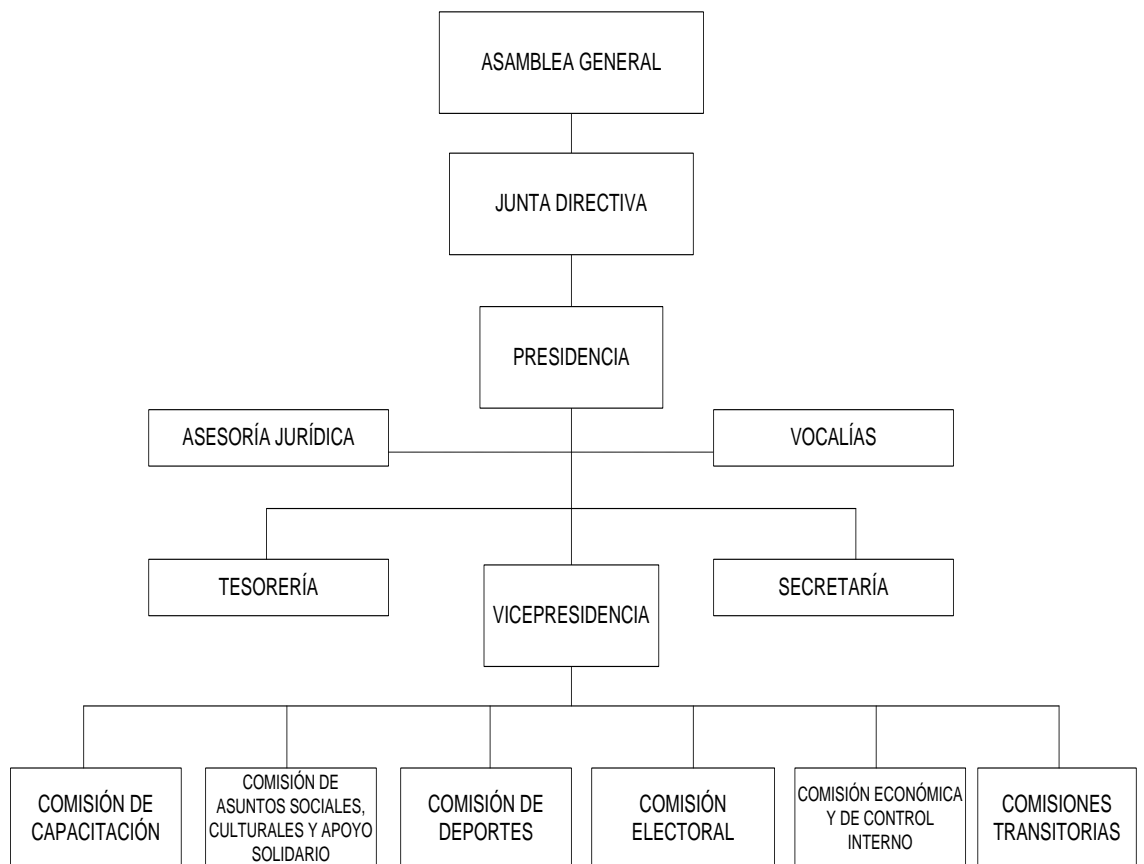 ASAMBLEA GENERAL
JUNTA DIRECTIVA
PRESIDENCIA
ASESORÍA JURÍDICA
VOCALÍAS
TESORERÍA
VICEPRESIDENCIA
SECRETARÍA
COMISIÓN DE
CAPACITACIÓN
COMISIÓN DE
ASUNTOS SOCIALES,
CULTURALES Y APOYO
SOLIDARIO
COMISIÓN DE
DEPORTES
COMISIÓN
ELECTORAL
COMISIÓN ECONÓMICA
Y DE CONTROL
INTERNO
COMISIONES
TRANSITORIAS